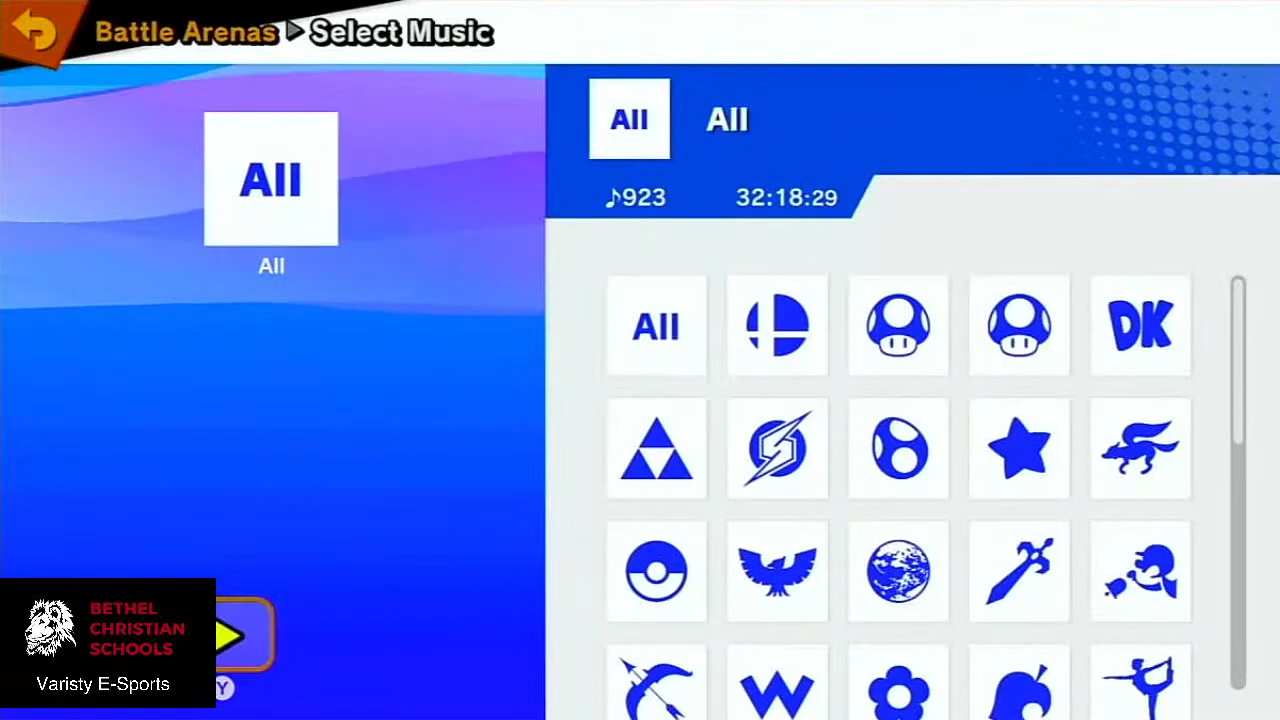 Battle Arenas ▶ Select Music
All
All
All
All
♪923 32:18:29
All
DK
W
BETHEL
CHRISTIAN
SCHOOLS
Varisty E-Sports
Y